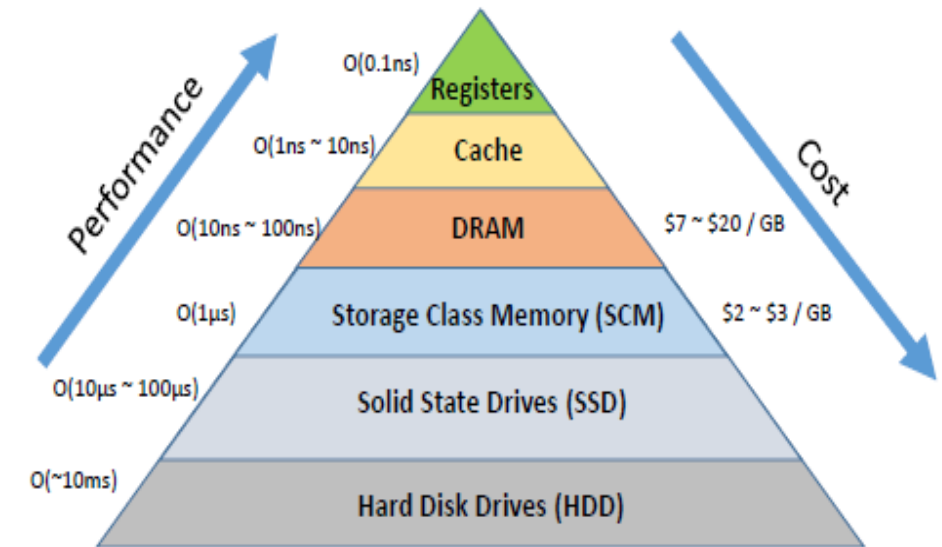 O(0.1ns)
Registers
O(1ns ~ 10ns)
Cache
Performance
Cost
O(10ns ~ 100ns)
DRAM
$7 ~ $20 / GB
O(1µs)
Storage Class Memory (SCM)
$2 ~ $3 / GB
O(10µs ~ 100µs)
Solid State Drives (SSD)
O(~10ms)
Hard Disk Drives (HDD)